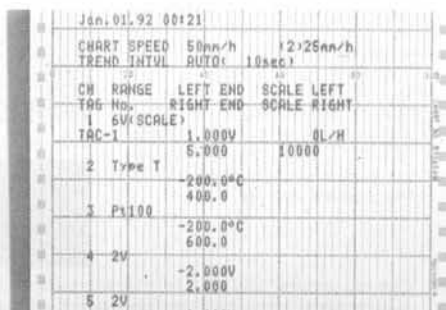 Jan.01.92 00:21
CHART SPEED 50mm/h (2)25mm/h
TREND INTVL AUTO( 10sec)
CH RANGE LEFT END SCALE LEFT
TAG No. RIGHT END SCALE RIGHT
1 6V(SCALE)
TAC-1 1.000V 0L/H
5.000 10000
2 Type T
-200.0°C
400.0
3 Pt100
-200.0°C
600.0
4 2V
-2.000V
2.000
5 2V